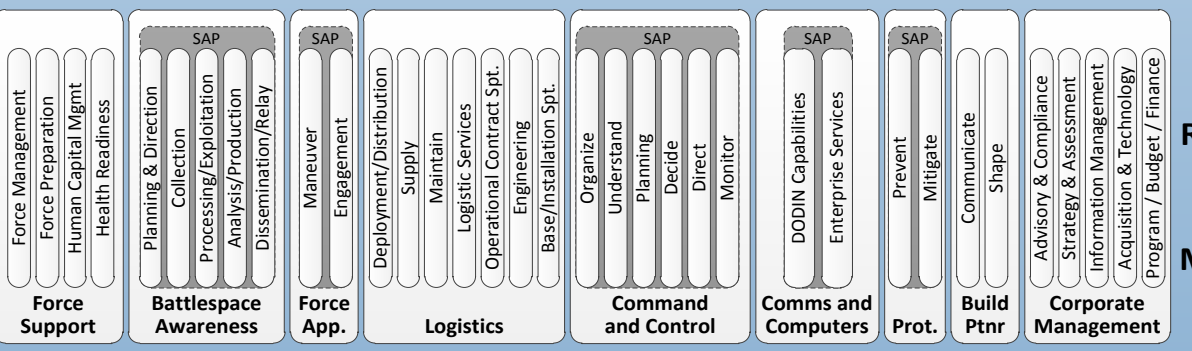 Force Management
Force Preparation
Human Capital Mgmt
Health Readiness
Force
Support
SAP
Planning & Direction
Collection
Processing/Exploitation
Analysis/Production
Dissemination/Relay
Battlespace
Awareness
SAP
Maneuver
Engagement
Force
App.
Deployment/Distribution
Supply
Maintain
Logistic Services
Operational Contract Spt.
Engineering
Base/Installation Spt.
Logistics
SAP
Organize
Understand
Planning
Decide
Direct
Monitor
Command
and Control
SAP
DODIN Capabilities
Enterprise Services
Comms and
Computers
SAP
Prevent
Mitigate
Prot.
Communicate
Shape
Build
Ptnr
Advisory & Compliance
Strategy & Assessment
Information Management
Acquisition & Technology
Program / Budget / Finance
Corporate
Management
R
M